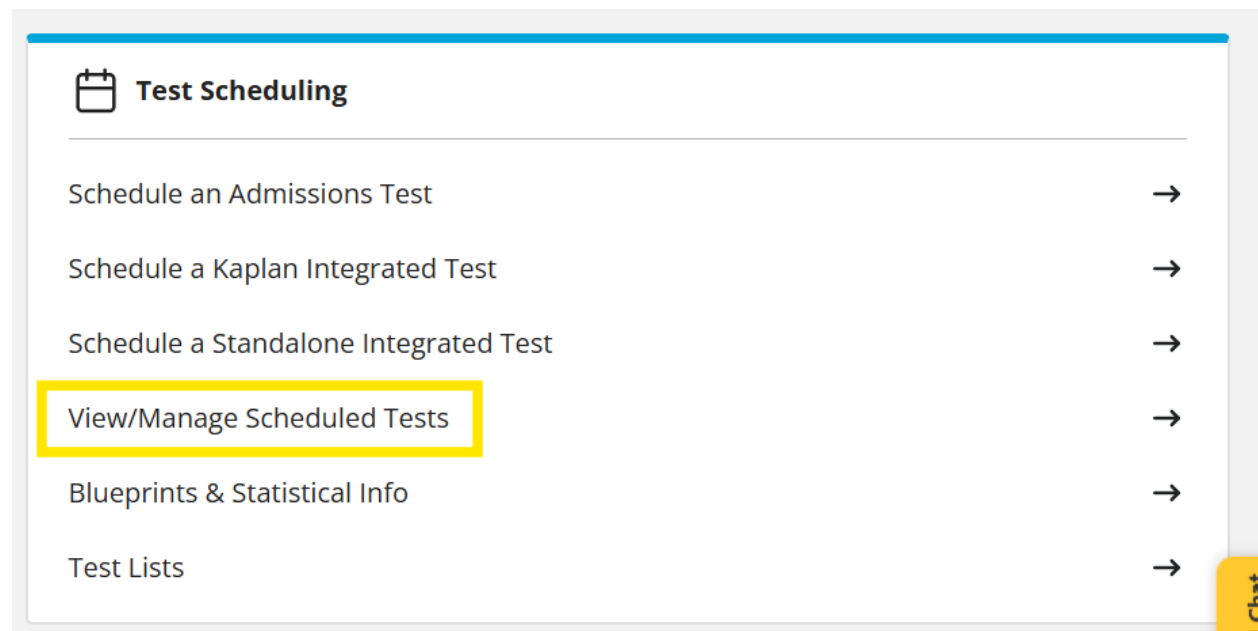 Test Scheduling
Schedule an Admissions Test
Schedule a Kaplan Integrated Test
Schedule a Standalone Integrated Test
View/Manage Scheduled Tests
Blueprints & Statistical Info
Test Lists
Chat